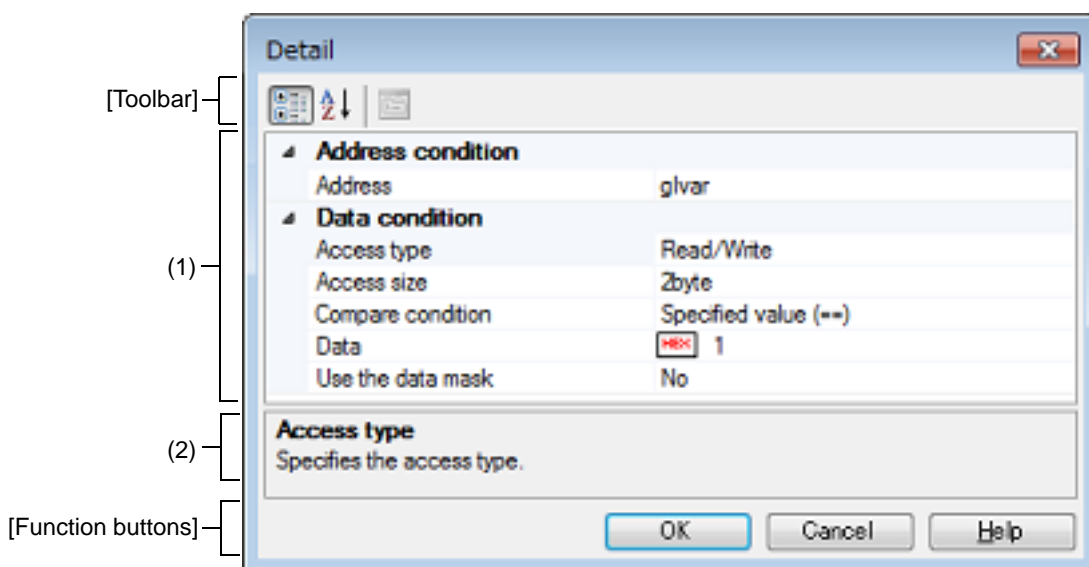 Detail
[Toolbar]
A Z
Address condition
Address glvar
Data condition
Access type Read/Write
(1)
Access size 2byte
Compare condition Specified value (==)
Data HEX 1
Use the data mask No
Access type
(2)
Specifies the access type.
[Function buttons]
OK Cancel Help